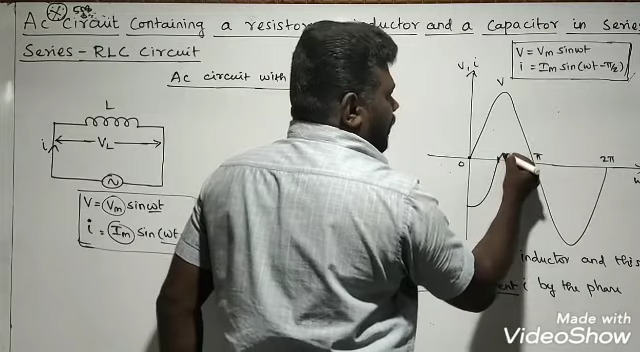 Ac circuit containing a resistor inductor and a capacitor in Series
Series - RLC circuit
Ac circuit with
L
i
VL
V = Vm sinωt
i = Im sin(ωt
V = Vm sinωt
i = Im sin(ωt - π/2)
V, i
V
0
π
2π
inductor and this
i by the phase
Made with
VideoShow